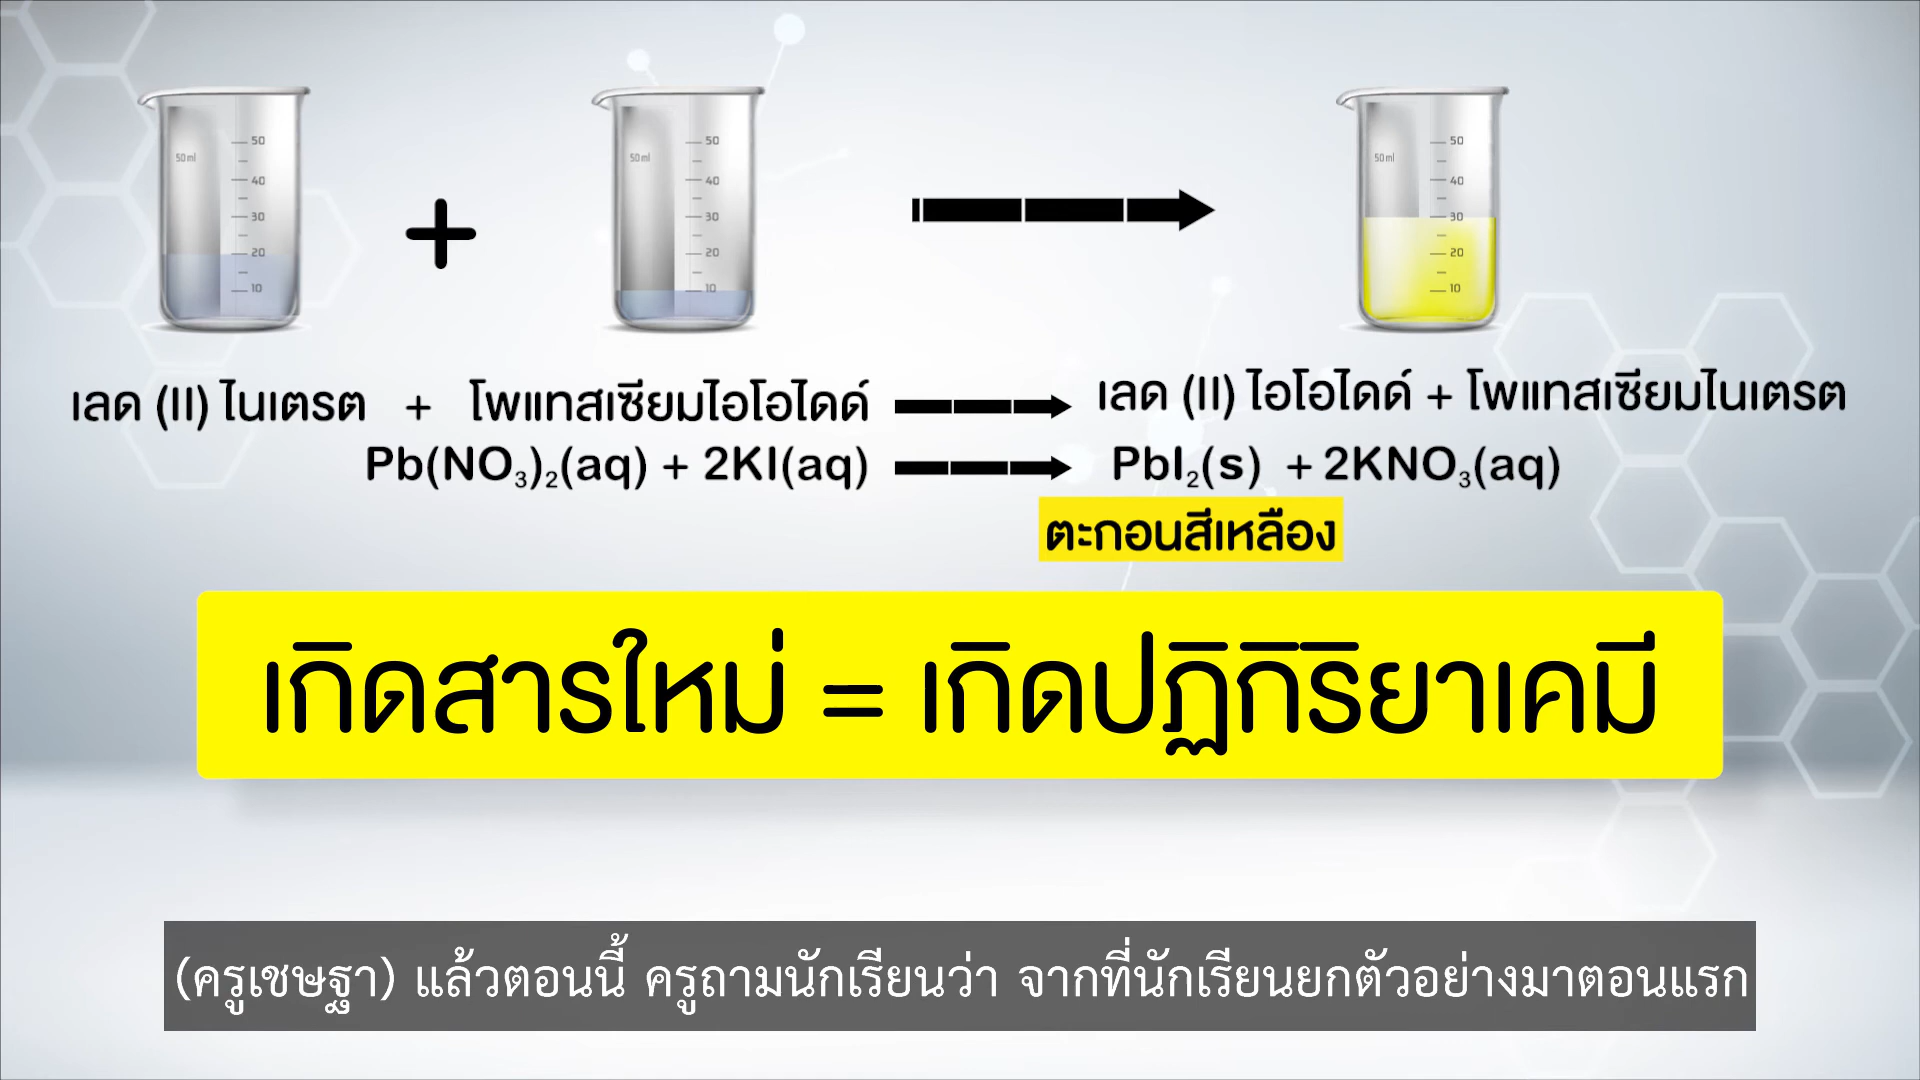 50 ml
50
40
30
20
10
+
50 ml
50
40
30
20
10
50 ml
50
40
30
20
10
เลด (II) ไนเตรต + โพแทสเซียมไอโอไดด์ เลด (II) ไอโอไดด์ + โพแทสเซียมไนเตรต
Pb(NO₃)₂(aq) + 2KI(aq) PbI₂(s) + 2KNO₃(aq)
ตะกอนสีเหลือง
เกิดสารใหม่ = เกิดปฏิกิริยาเคมี
(ครูเชษฐา) แล้วตอนนี้ ครูถามนักเรียนว่า จากที่นักเรียนยกตัวอย่างมาตอนแรก